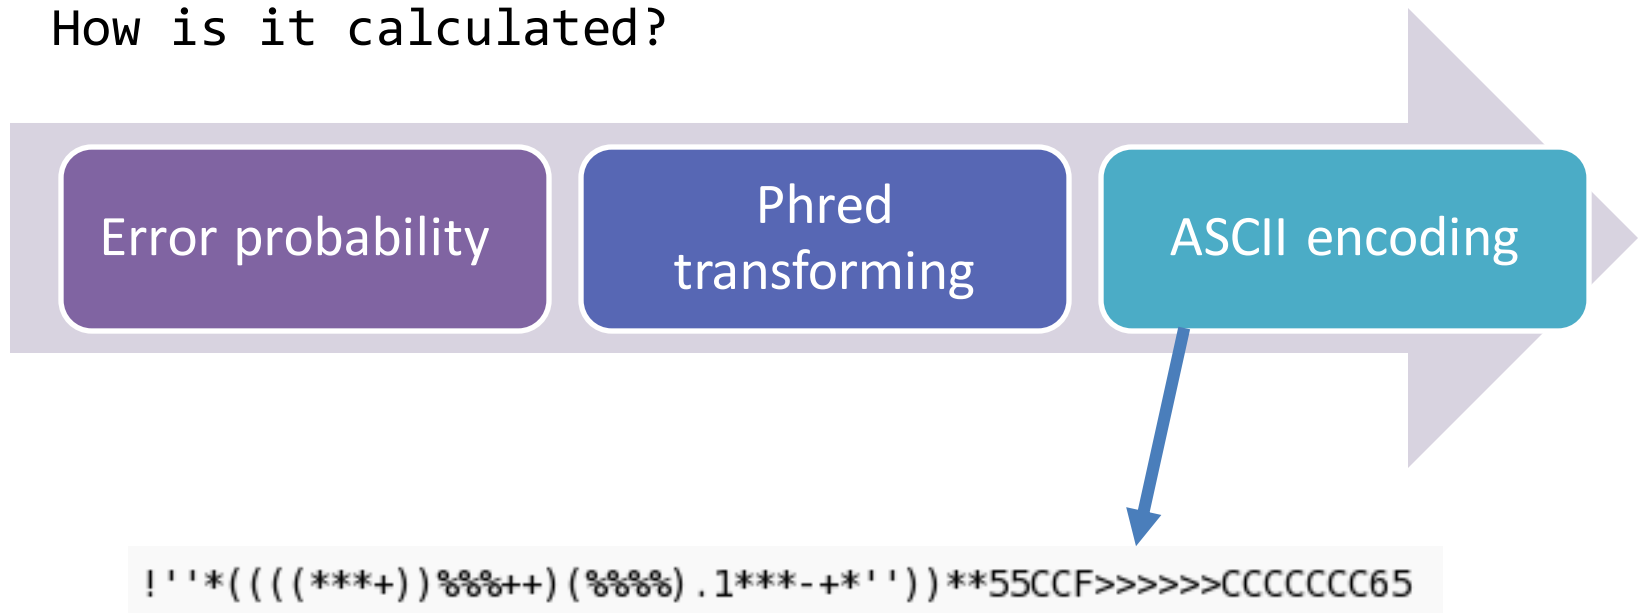 How is it calculated?
Error probability
Phred
transforming
ASCII encoding
!''*((((***+))%%%++)(%%%%).1***-+*''))**55CCF>>>>>>CCCCCCC65